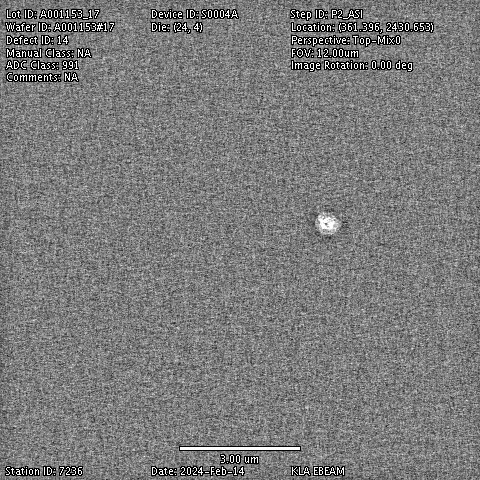 Lot ID: A001153_17
Wafer ID: A001153#17
Defect ID: 14
Manual Class: NA
ADC Class: 991
Comments: NA
Device ID: S0004A
Die: (24, 4)
Step ID: P2_ASI
Location: (361.396, 2430.653)
Perspective: Top-Mix0
FOV: 12.00um
Image Rotation: 0.00 deg
3.00 um
Station ID: 7236
Date: 2024-Feb-14
KLA EBEAM